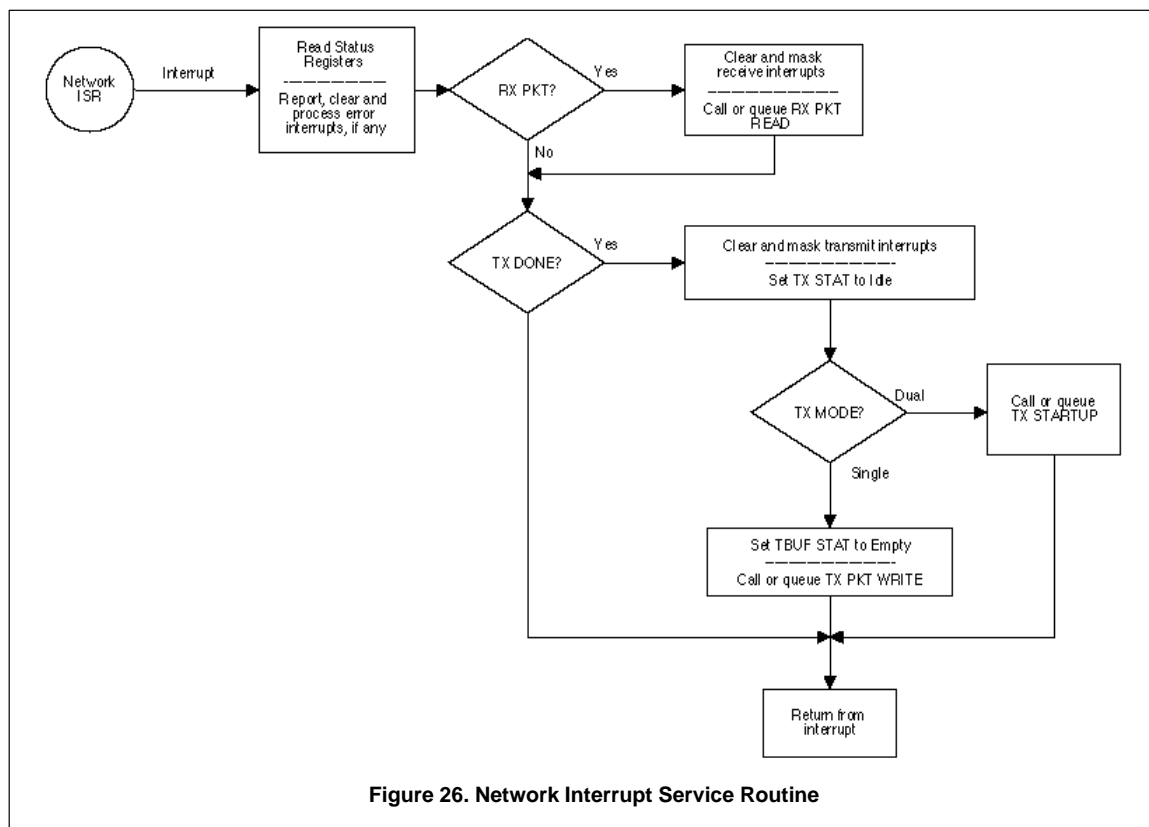 Network
ISR
Interrupt
Read Status
Registers
Report, clear and
process error
interrupts, if any
RX PKT?
Yes
Clear and mask
receive interrupts
Call or queue RX PKT
READ
No
TX DONE?
Yes
Clear and mask transmit interrupts
Set TX STAT to Idle
TX MODE?
Dual
Call or queue
TX STARTUP
Single
Set TBUF STAT to Empty
Call or queue TX PKT WRITE
Return from
interrupt
Figure 26. Network Interrupt Service Routine